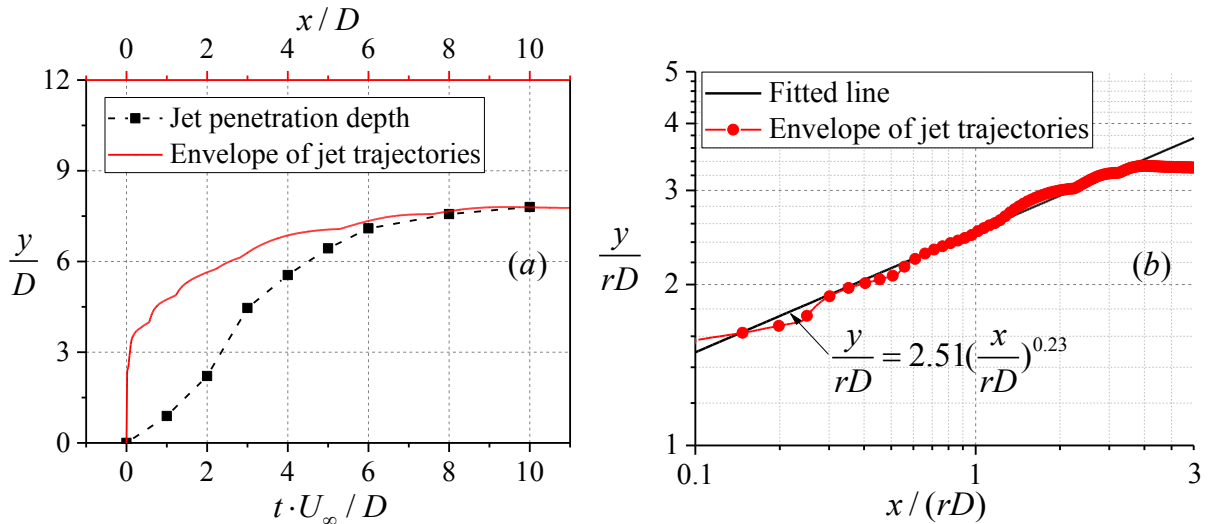 x / D
0 2 4 6 8 10
12
9
6
3
0
y/D
Jet penetration depth
Envelope of jet trajectories
(a)
0 2 4 6 8 10
t · U∞ / D
5
4
3
2
1
y/rD
Fitted line
Envelope of jet trajectories
(b)
y/rD = 2.51(x/rD)^0.23
0.1 1 3
x / (rD)